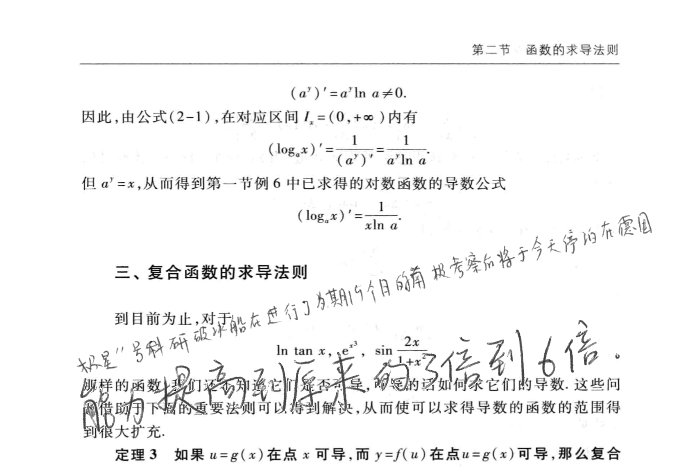 第二节 函数的求导法则
(a^y)'=a^y ln a≠0.
因此,由公式(2-1),在对应区间 I_x=(0,+∞)内有
(log_a x)'=1/(a^y)'=1/(a^y ln a).
但 a^y=x,从而得到第一节例6中已求得的对数函数的导数公式
(log_a x)'=1/(x ln a).
极星"号科研破冰船在进行了为期19个月的南极考察后将于今天停泊在德国
三、复合函数的求导法则
到目前为止,对于
ln tan x, e^{x^3}, sin 2x/(1+x^2)
那样的函数,我们还不知道它们是否可导,可导的话如何求它们的导数.这些问
能力提高到原来的3倍到6倍。
题借助于下面的重要法则可以得到解决,从而使可以求得导数的函数的范围得
到很大扩充.
定理3 如果 u=g(x)在点 x 可导,而 y=f(u)在点u=g(x)可导,那么复合